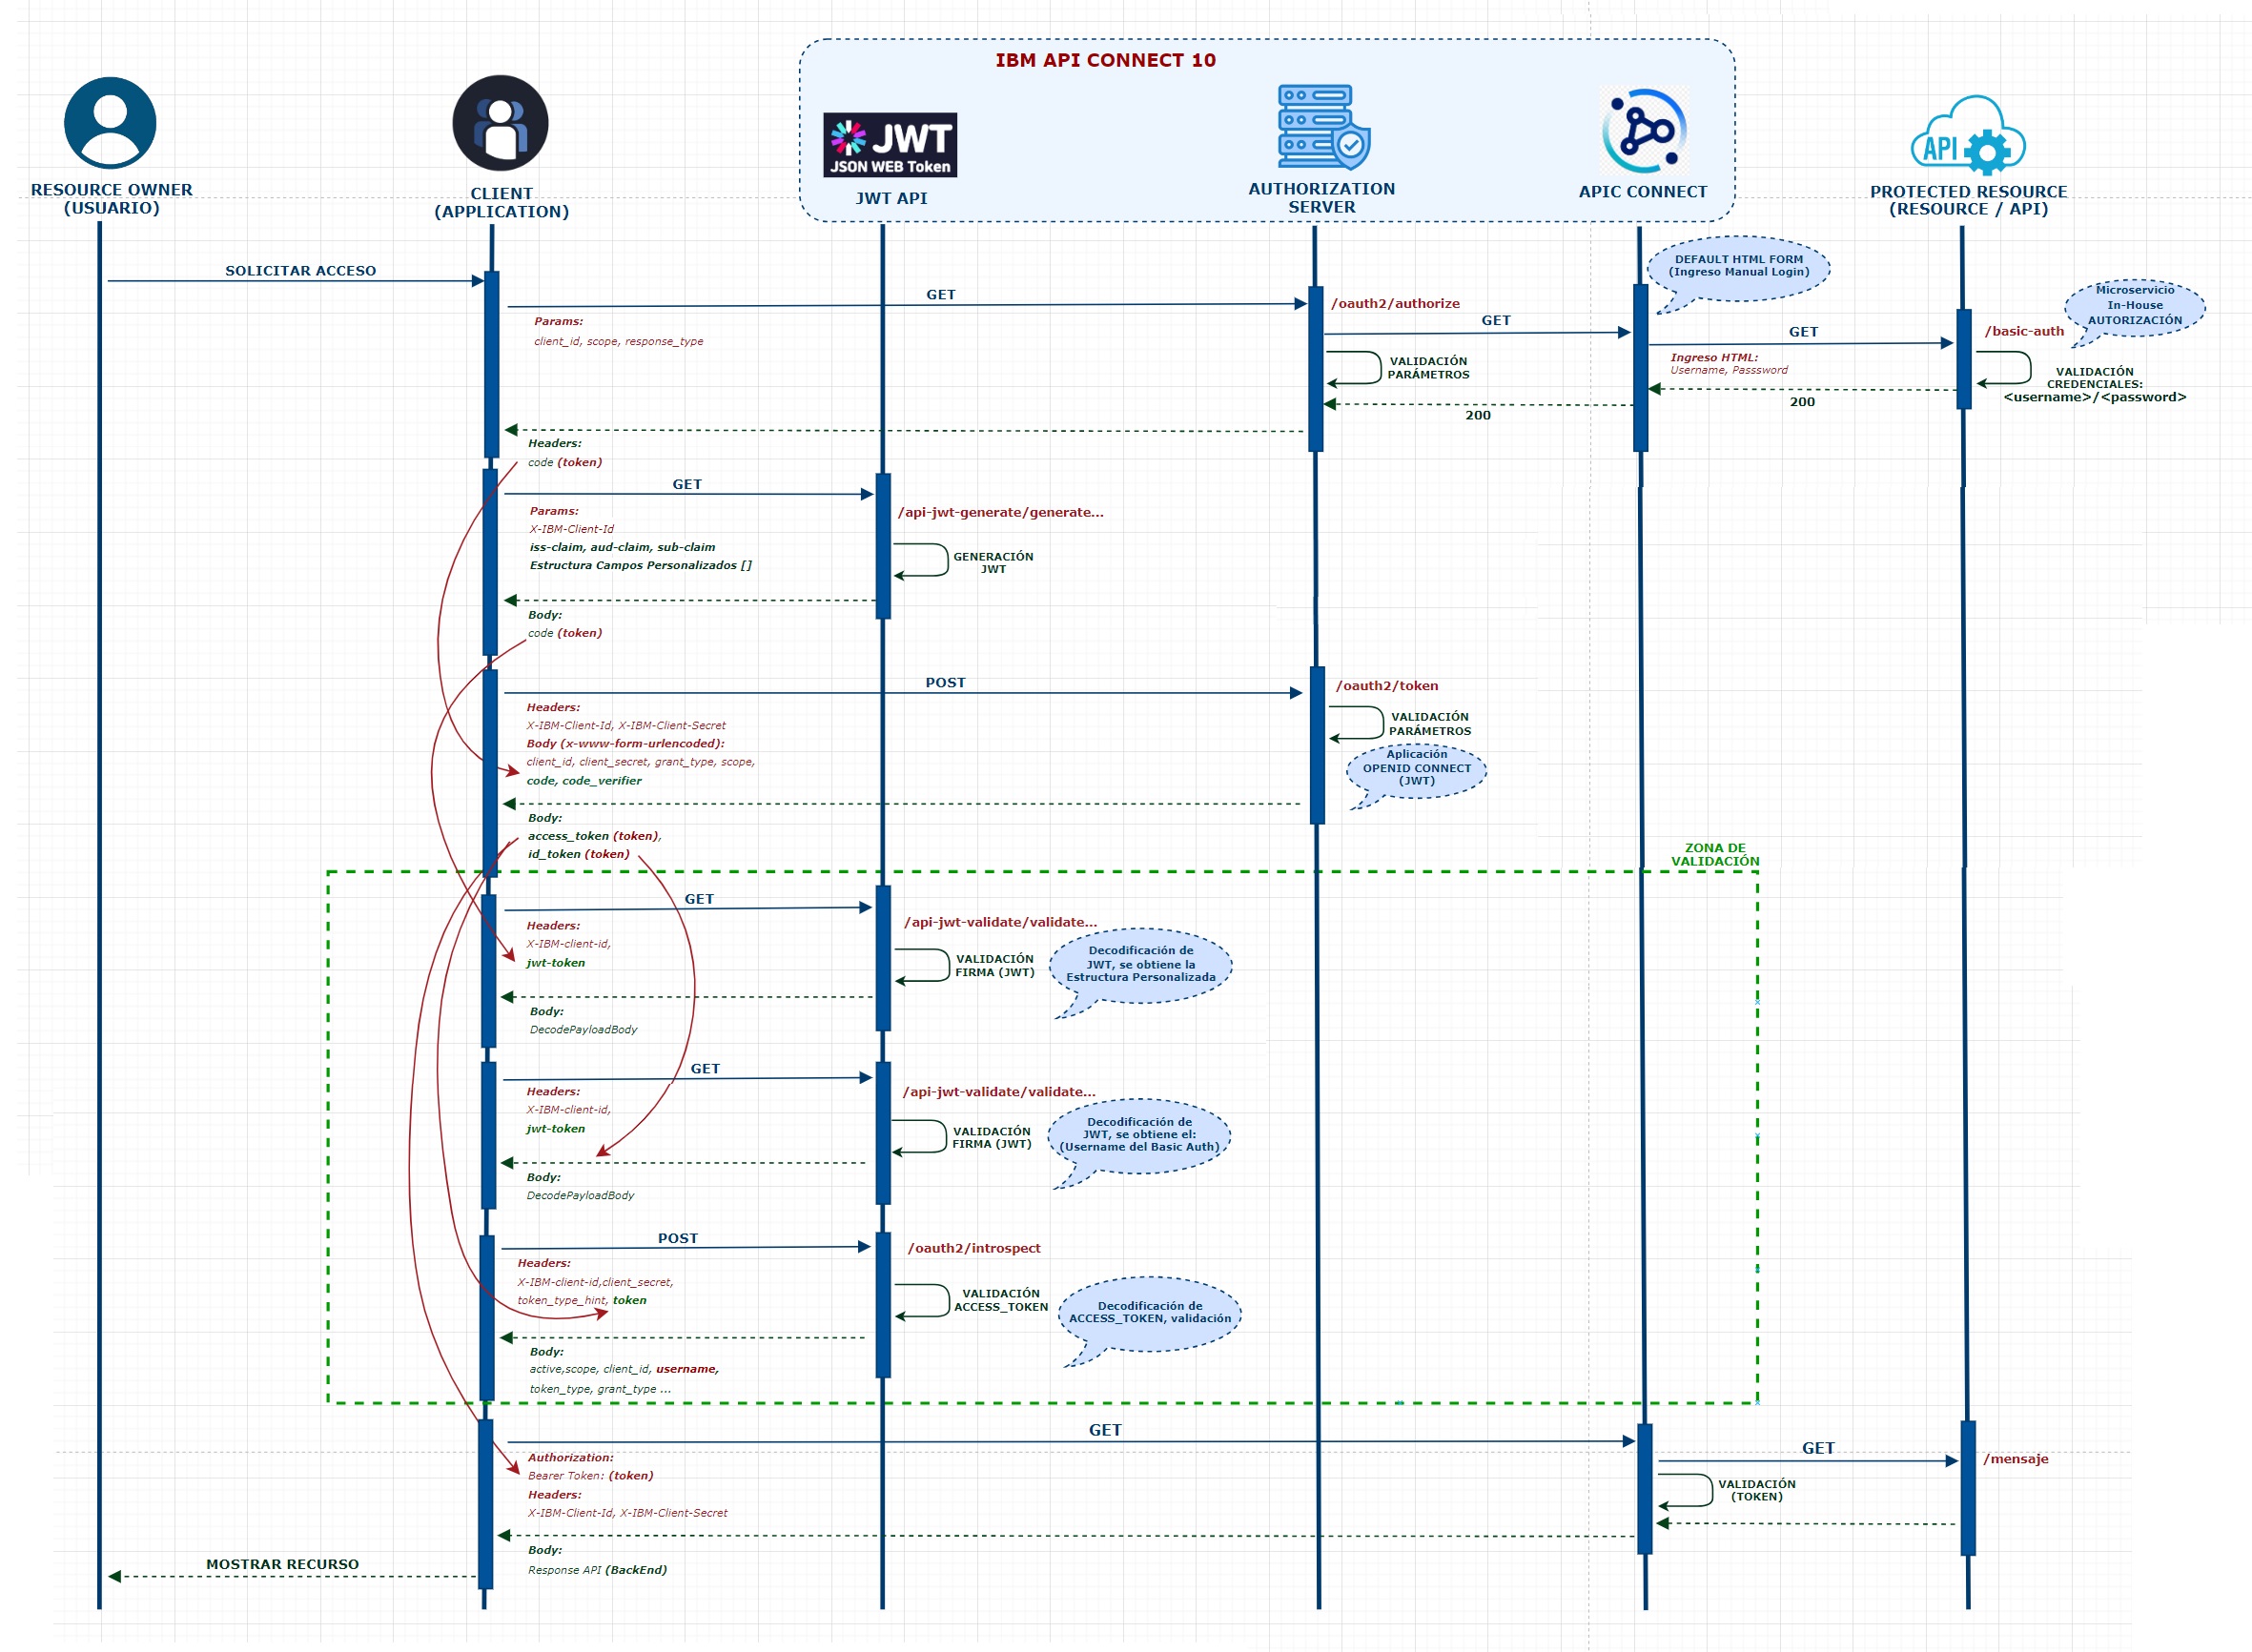 IBM API CONNECT 10
JWT
JSON WEB Token
API
RESOURCE OWNER
(USUARIO)
CLIENT
(APPLICATION)
JWT API
AUTHORIZATION
SERVER
APIC CONNECT
PROTECTED RESOURCE
(RESOURCE / API)
SOLICITAR ACCESO
GET
Params:
client_id, scope, response_type
/oauth2/authorize
GET
DEFAULT HTML FORM
(Ingreso Manual Login)
VALIDACIÓN
PARÁMETROS
GET
Ingreso HTML:
Username, Passsword
/basic-auth
Microservicio
In-House
AUTORIZACIÓN
VALIDACIÓN
CREDENCIALES:
<username>/<password>
200
200
Headers:
code (token)
GET
Params:
X-IBM-Client-Id
iss-claim, aud-claim, sub-claim
Estructura Campos Personalizados []
/api-jwt-generate/generate...
GENERACIÓN
JWT
Body:
code (token)
POST
Headers:
X-IBM-Client-Id, X-IBM-Client-Secret
Body (x-www-form-urlencoded):
client_id, client_secret, grant_type, scope,
code, code_verifier
/oauth2/token
VALIDACIÓN
PARÁMETROS
Aplicación
OPENID CONNECT
(JWT)
Body:
access_token (token),
id_token (token)
ZONA DE
VALIDACIÓN
GET
Headers:
X-IBM-client-id,
jwt-token
/api-jwt-validate/validate...
VALIDACIÓN
FIRMA (JWT)
Decodificación de
JWT, se obtiene la
Estructura Personalizada
Body:
DecodePayloadBody
GET
Headers:
X-IBM-client-id,
jwt-token
/api-jwt-validate/validate...
VALIDACIÓN
FIRMA (JWT)
Decodificación de
JWT, se obtiene el:
(Username del Basic Auth)
Body:
DecodePayloadBody
POST
Headers:
X-IBM-client-id,client_secret,
token_type_hint, token
/oauth2/introspect
VALIDACIÓN
ACCESS_TOKEN
Decodificación de
ACCESS_TOKEN, validación
Body:
active,scope, client_id, username,
token_type, grant_type ...
GET
Authorization:
Bearer Token: (token)
Headers:
X-IBM-Client-Id, X-IBM-Client-Secret
GET
/mensaje
VALIDACIÓN
(TOKEN)
Body:
Response API (BackEnd)
MOSTRAR RECURSO